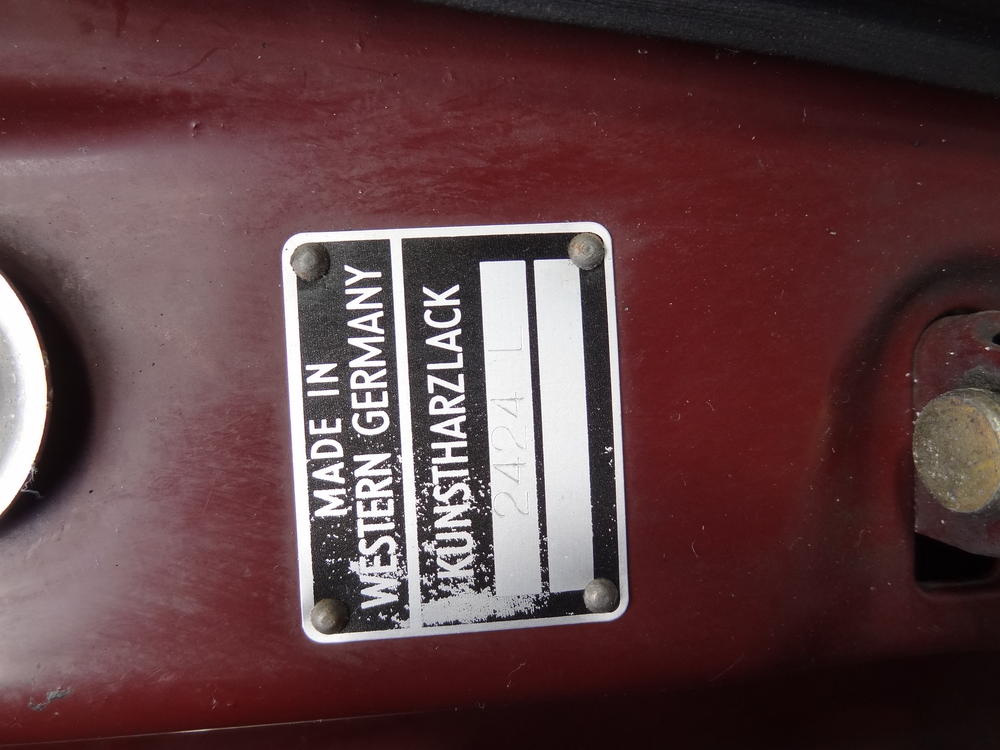 MADE IN
WESTERN GERMANY
KUNSTHARZLACK
2424 L